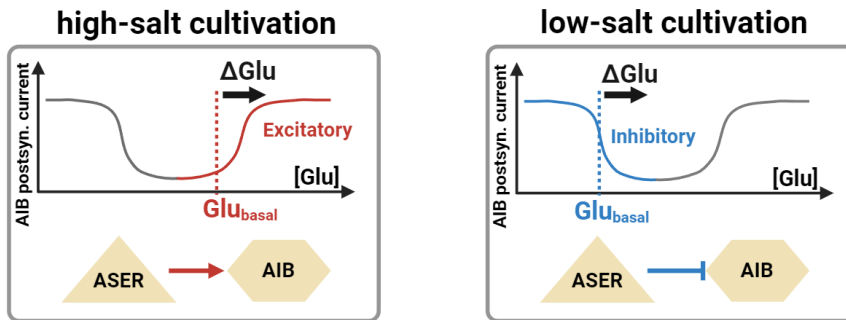 high-salt cultivation
AIB postsyn. current
ΔGlu
Excitatory
[Glu]
Glubasal
ASER
AIB
low-salt cultivation
AIB postsyn. current
ΔGlu
Inhibitory
[Glu]
Glubasal
ASER
AIB